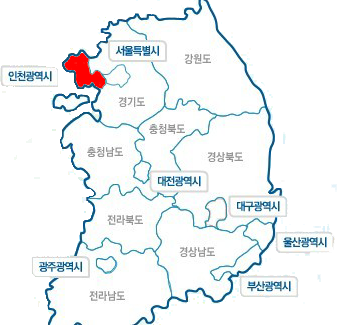 서울특별시
강원도
인천광역시
경기도
충청북도
충청남도
경상북도
대전광역시
대구광역시
전라북도
울산광역시
경상남도
광주광역시
부산광역시
전라남도